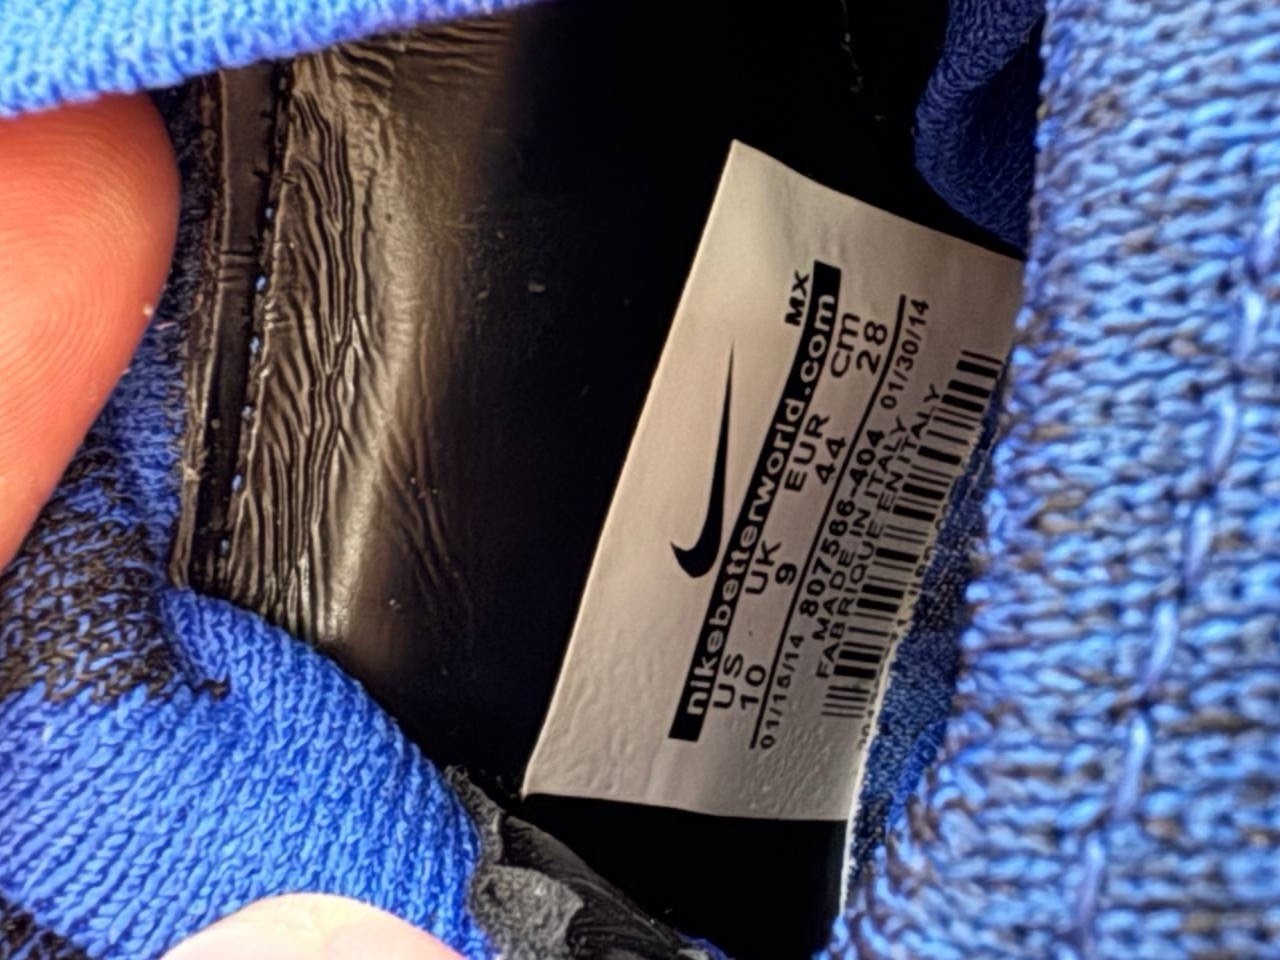 MX
nikebetterworld.com
US UK EUR cm
10 9 44 28
01/15/14 807566-404 01/30/14
FA MADE IN ITALY
FABRIQUE EN ITALY